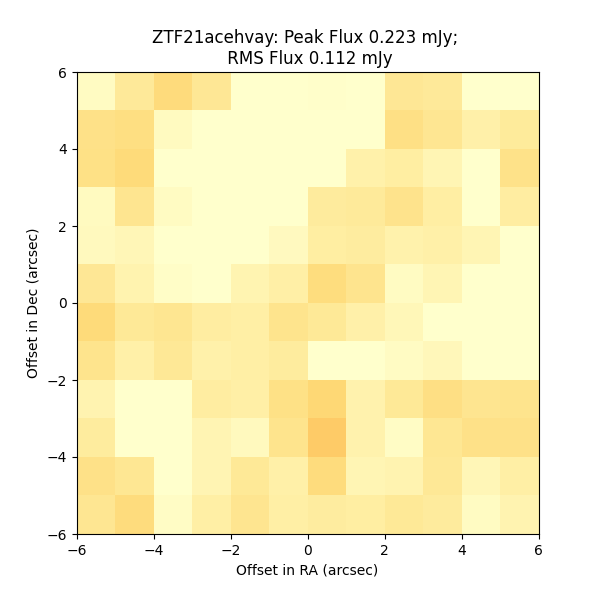 ZTF21acehvay: Peak Flux 0.223 mJy;
RMS Flux 0.112 mJy
6
4
2
0
−2
−4
−6
Offset in Dec (arcsec)
−6 −4 −2 0 2 4 6
Offset in RA (arcsec)